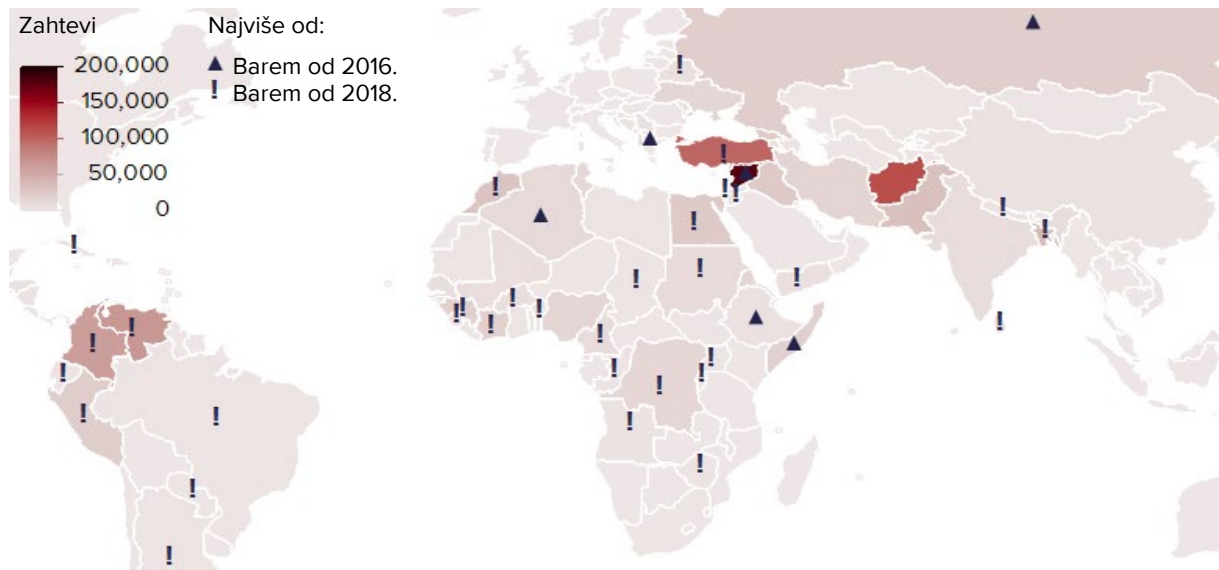 Zahtevi
200,000
150,000
100,000
50,000
0
Najviše od:
▲ Barem od 2016.
! Barem od 2018.